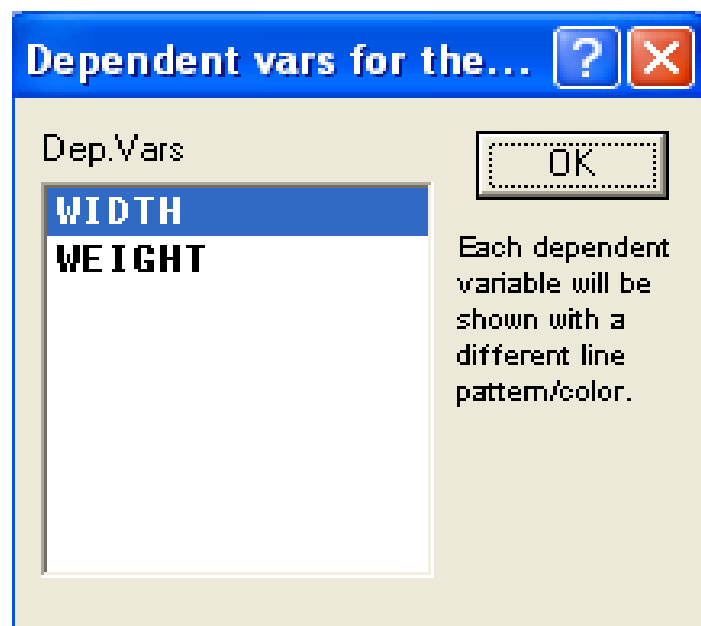 Dependent vars for the...
?
Dep.Vars
OK
WIDTH
WEIGHT
Each dependent
variable will be
shown with a
different line
pattern/color.